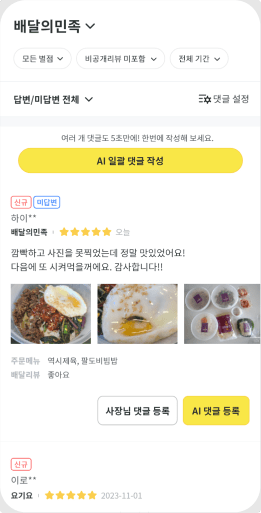 배달의민족
모든 별점
비공개리뷰 미포함
전체 기간
답변/미답변 전체
댓글 설정
여러 개 댓글도 5초만에! 한번에 작성해 보세요.
AI 일괄 댓글 작성
신규 미답변
하이**
배달의민족 · ★★★★★ 오늘
깜빡하고 사진을 못찍었는데 정말 맛있었어요!
다음에 또 시켜먹을꺼에요. 감사합니다!!
주문메뉴 역시제육, 팔도비빔밥
배달리뷰 좋아요
사장님 댓글 등록
AI 댓글 등록
신규
이로**
요기요 · ★★★★★ 2023-11-01